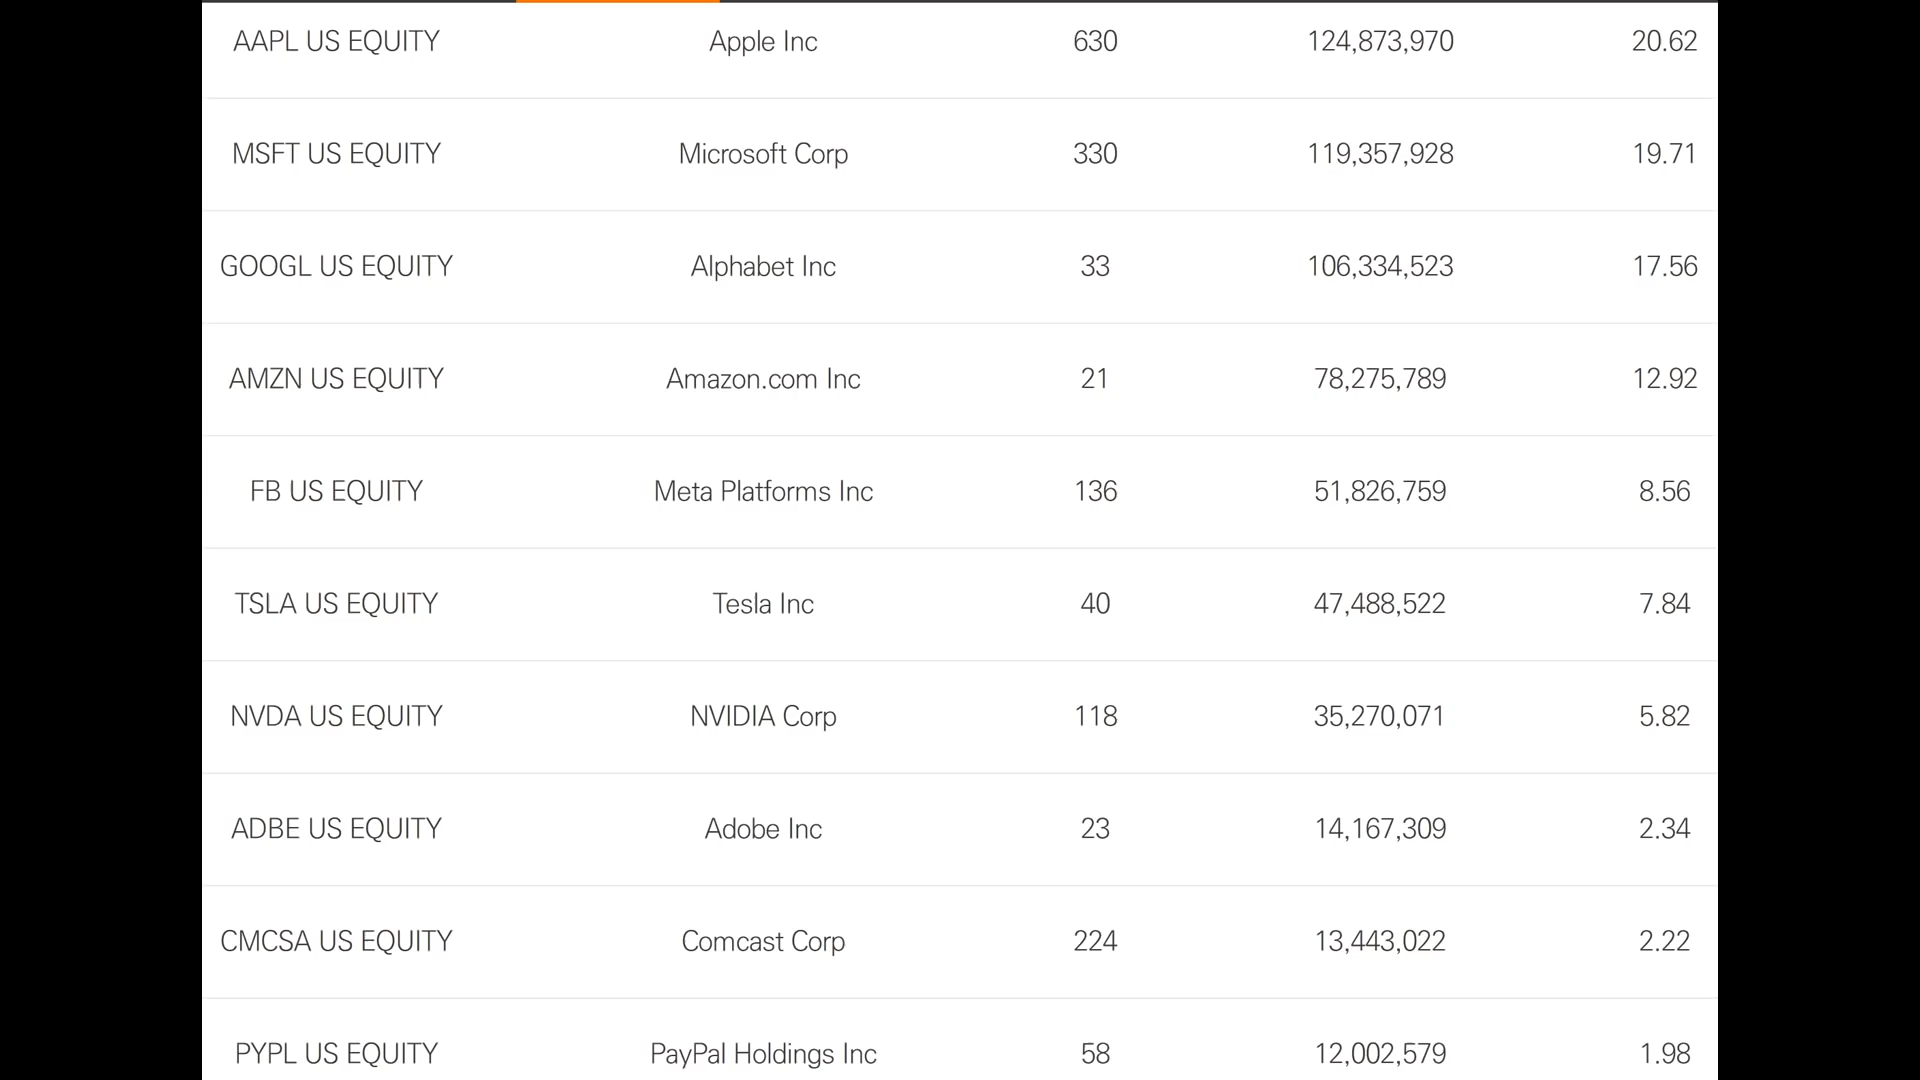 AAPL US EQUITY Apple Inc 630 124,873,970 20.62
MSFT US EQUITY Microsoft Corp 330 119,357,928 19.71
GOOGL US EQUITY Alphabet Inc 33 106,334,523 17.56
AMZN US EQUITY Amazon.com Inc 21 78,275,789 12.92
FB US EQUITY Meta Platforms Inc 136 51,826,759 8.56
TSLA US EQUITY Tesla Inc 40 47,488,522 7.84
NVDA US EQUITY NVIDIA Corp 118 35,270,071 5.82
ADBE US EQUITY Adobe Inc 23 14,167,309 2.34
CMCSA US EQUITY Comcast Corp 224 13,443,022 2.22
PYPL US EQUITY PayPal Holdings Inc 58 12,002,579 1.98